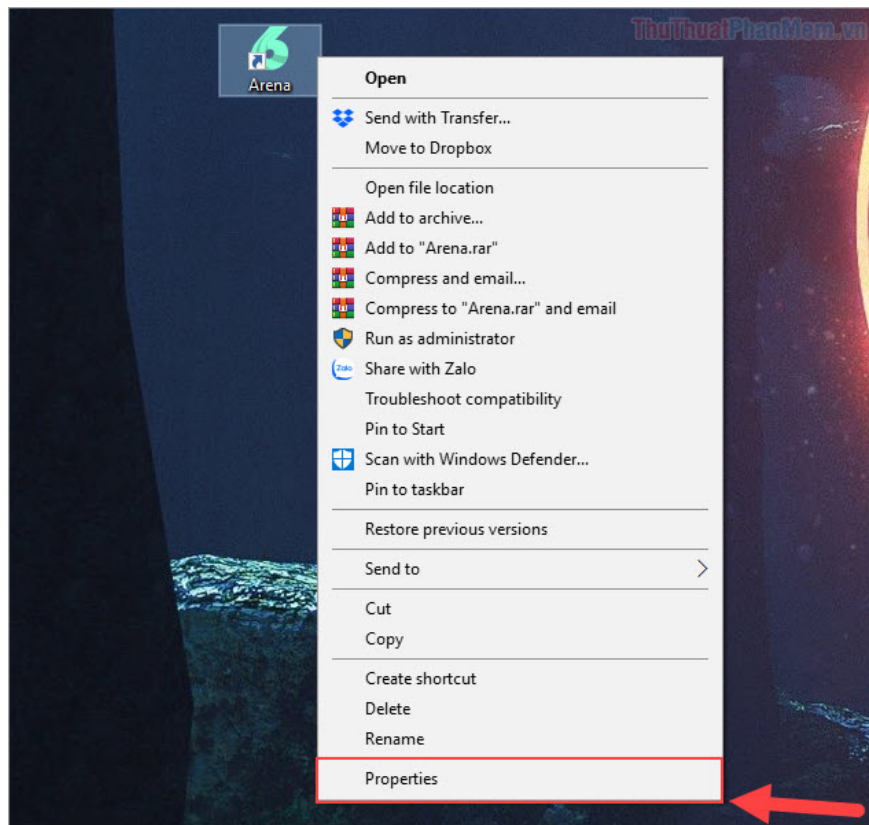 ThuThuatPhanMem.vn
Arena
Open
Send with Transfer...
Move to Dropbox
Open file location
Add to archive...
Add to "Arena.rar"
Compress and email...
Compress to "Arena.rar" and email
Run as administrator
Zalo
Share with Zalo
Troubleshoot compatibility
Pin to Start
Scan with Windows Defender...
Pin to taskbar
Restore previous versions
Send to
Cut
Copy
Create shortcut
Delete
Rename
Properties